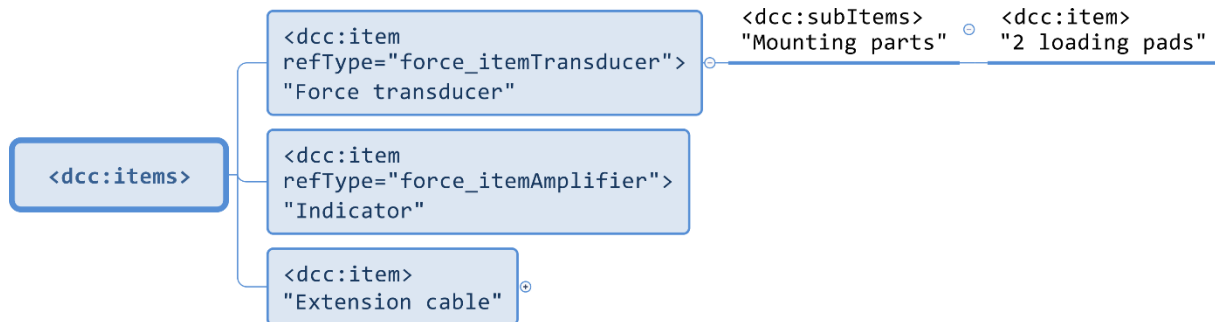 <dcc:items>
<dcc:item
refType="force_itemTransducer">
"Force transducer"
<dcc:subItems>
"Mounting parts"
<dcc:item>
"2 loading pads"
<dcc:item
refType="force_itemAmplifier">
"Indicator"
<dcc:item>
"Extension cable"